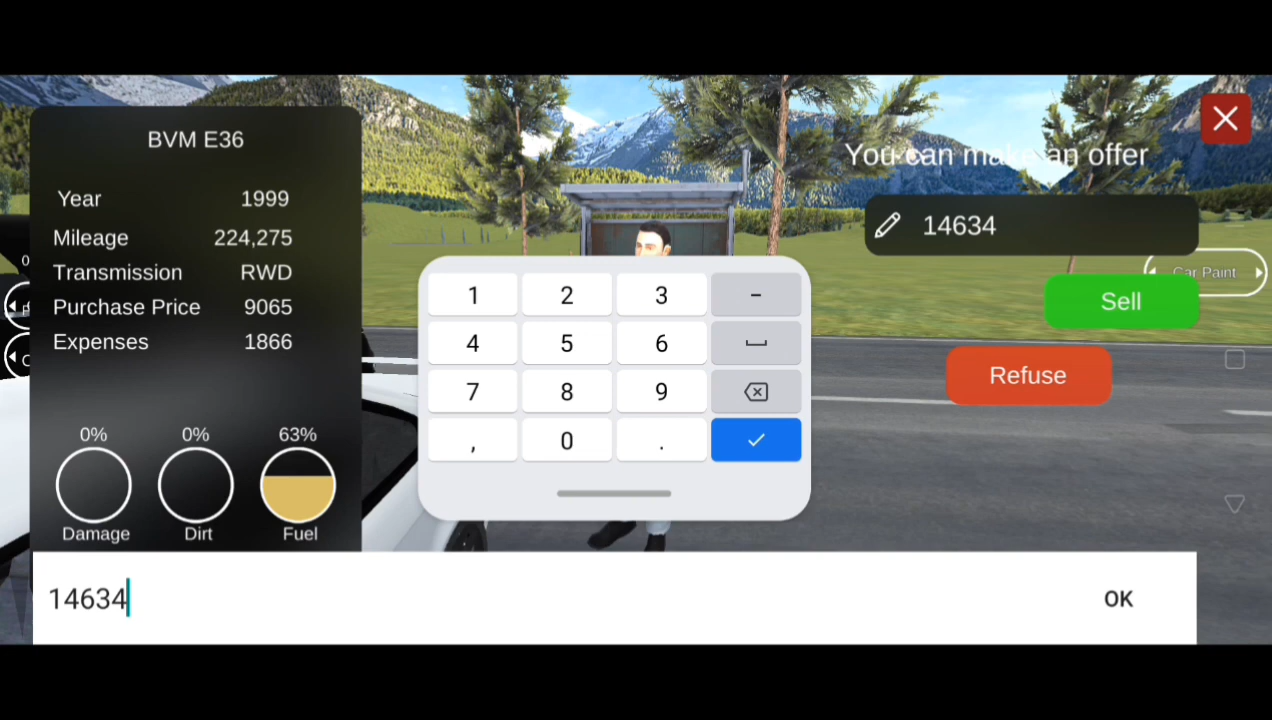 BVM E36
Year 1999
Mileage 224,275
Transmission RWD
Purchase Price 9065
Expenses 1866
0% 0% 63%
Damage Dirt Fuel
You can make an offer
14634
Car Paint
Sell
Refuse
1 2 3 -
4 5 6
7 8 9
, 0 .
14634
OK